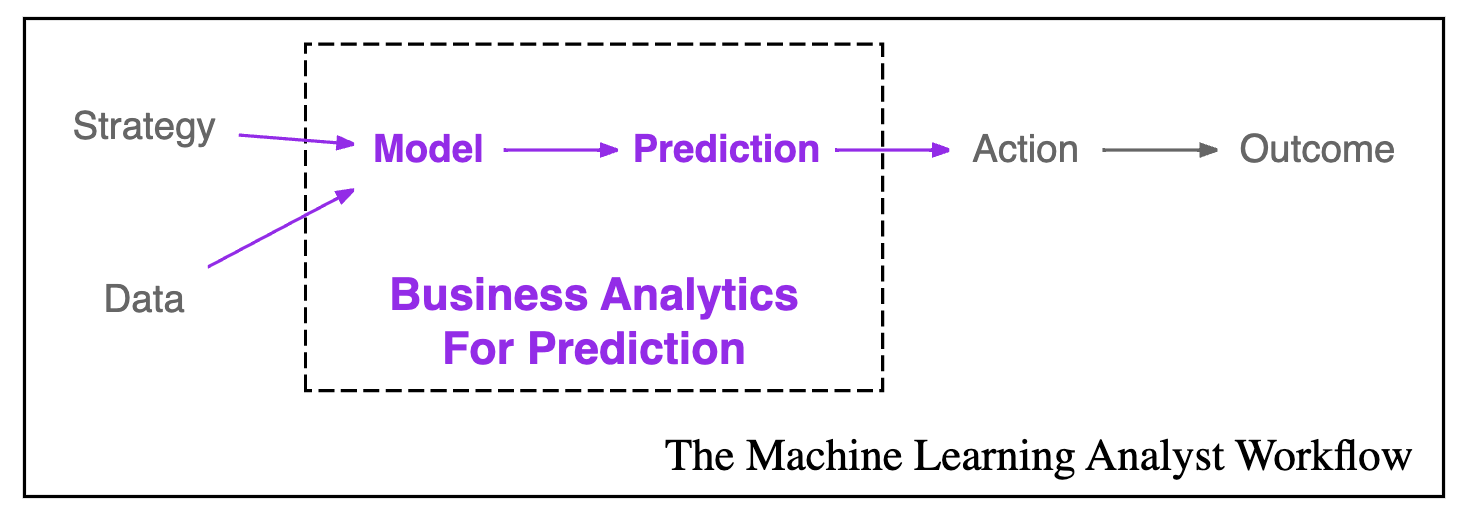 Strategy
Model
Prediction
Action
Outcome
Data
Business Analytics
For Prediction
The Machine Learning Analyst Workflow